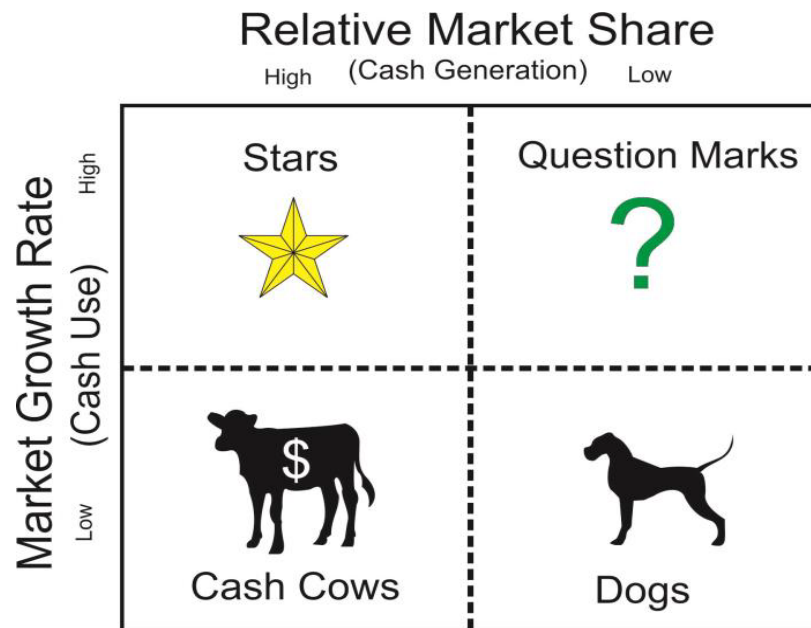 Relative Market Share
High (Cash Generation) Low
Market Growth Rate
(Cash Use)
High
Low
Stars
Question Marks
?
$
Cash Cows
Dogs